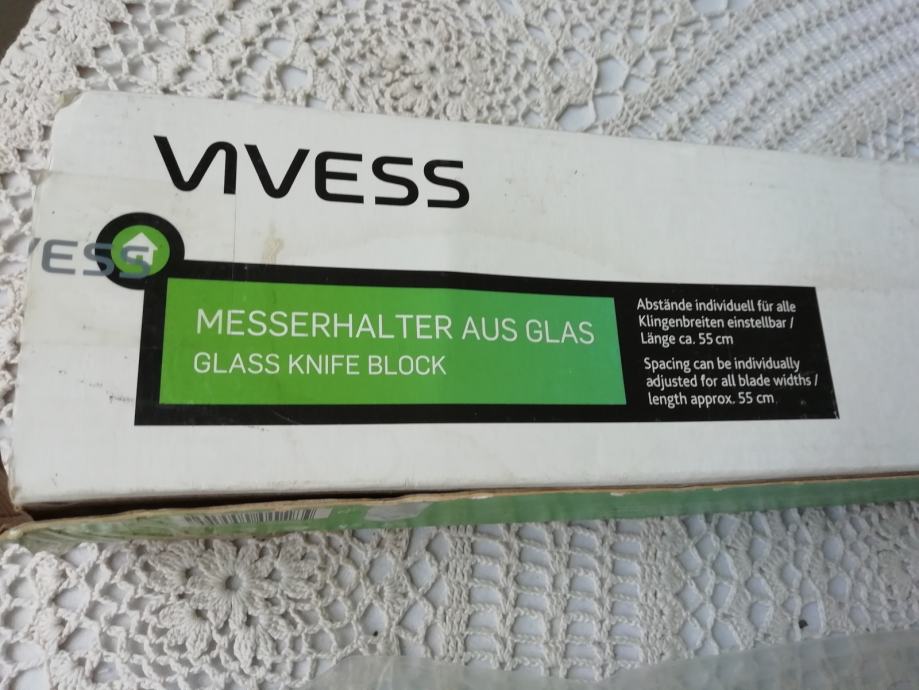 VIVESS
VESS
MESSERHALTER AUS GLAS
GLASS KNIFE BLOCK
Abstände individuell für alle
Klingenbreiten einstellbar /
Länge ca. 55 cm
Spacing can be individually
adjusted for all blade widths /
length approx. 55 cm